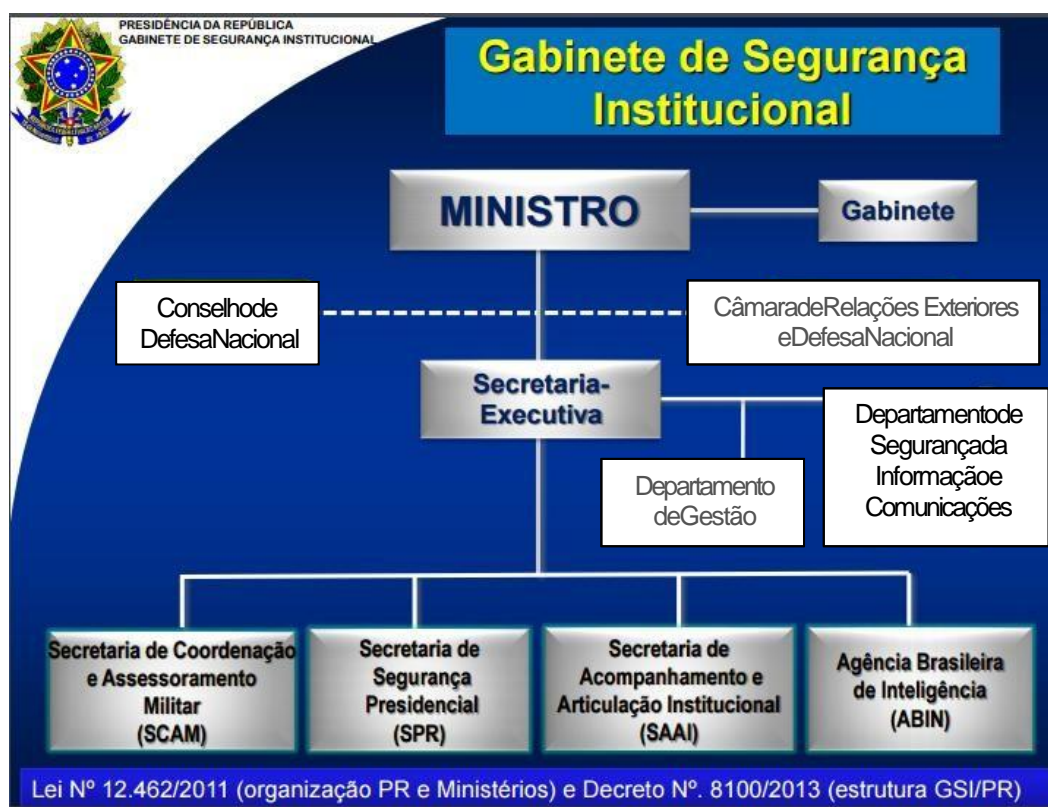 PRESIDÊNCIA DA REPÚBLICA
GABINETE DE SEGURANÇA INSTITUCIONAL
Gabinete de Segurança
Institucional
MINISTRO
Gabinete
Conselhode
DefesaNacional
CâmaradeRelações Exteriores
eDefesaNacional
Secretaria-
Executiva
Departamentode
Segurançada
Informaçãoe
Comunicações
Departamento
deGestão
Secretaria de Coordenação
e Assessoramento
Militar
(SCAM)
Secretaria de
Segurança
Presidencial
(SPR)
Secretaria de
Acompanhamento e
Articulação Institucional
(SAAI)
Agência Brasileira
de Inteligência
(ABIN)
Lei Nº 12.462/2011 (organização PR e Ministérios) e Decreto Nº. 8100/2013 (estrutura GSI/PR)